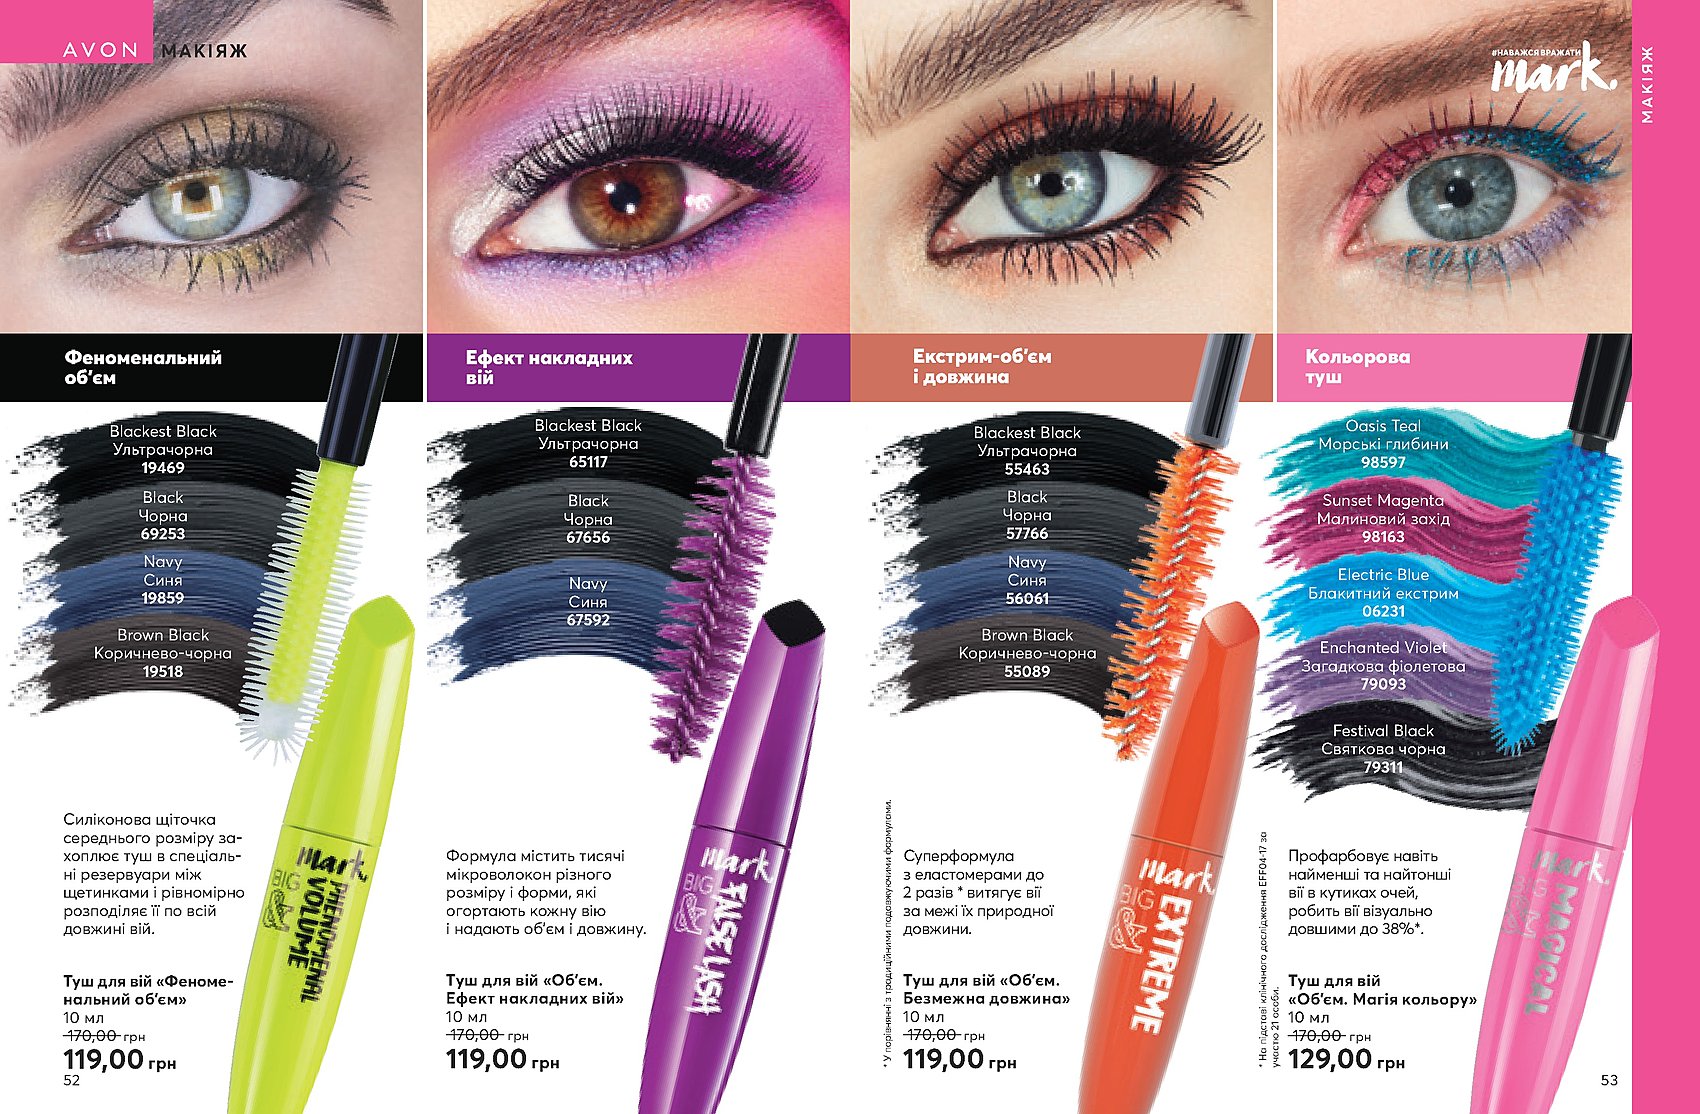 AVON МАКІЯЖ
#НАВАЖСЯВРАЖАТИ
mark.
МАКІЯЖ
Феноменальний
об’єм
Blackest Black
Ультрачорна
19469
Black
Чорна
69253
Navy
Синя
19859
Brown Black
Коричнево-чорна
19518
Силіконова щіточка
середнього розміру за-
хоплює туш в спеціаль-
ні резервуари між
щетинками і рівномірно
розподіляє її по всій
довжині вій.
Туш для вій «Феноме-
нальний об’єм»
10 мл
170,00 грн
119,00 грн
52
mark.
BIG
&
PHENOMENAL
VOLUME
Ефект накладних
вій
Blackest Black
Ультрачорна
65117
Black
Чорна
67656
Navy
Синя
67592
Формула містить тисячі
мікроволокон різного
розміру і форми, які
огортають кожну вію
і надають об’єм і довжину.
Туш для вій «Об’єм.
Ефект накладних вій»
10 мл
170,00 грн
119,00 грн
mark.
BIG
&
FALSE LASH
Екстрим-об’єм
і довжина
Blackest Black
Ультрачорна
55463
Black
Чорна
57766
Navy
Синя
56061
Brown Black
Коричнево-чорна
55089
* У порівнянні з традиційними подовжуючими формулами.
Суперформула
з еластомерами до
2 разів * витягує вії
за межі їх природної
довжини.
Туш для вій «Об’єм.
Безмежна довжина»
10 мл
170,00 грн
119,00 грн
mark.
BIG
&
EXTREME
Кольорова
туш
Oasis Teal
Морські глибини
98597
Sunset Magenta
Малиновий захід
98163
Electric Blue
Блакитний екстрим
06231
Enchanted Violet
Загадкова фіолетова
79093
Festival Black
Святкова чорна
79311
* На підставі клінічного дослідження EFF04-17 за
участю 21 особи.
Профарбовує навіть
найменші та найтонші
вії в кутиках очей,
робить вії візуально
довшими до 38%*.
Туш для вій
«Об’єм. Магія кольору»
10 мл
170,00 грн
129,00 грн
mark.
BIG
&
MAGICAL
53